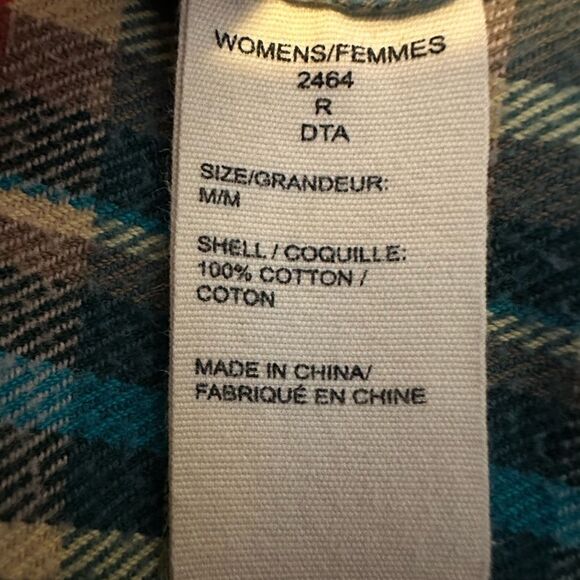 WOMENS/FEMMES
2464
R
DTA
SIZE/GRANDEUR:
M/M
SHELL / COQUILLE:
100% COTTON /
COTON
MADE IN CHINA/
FABRIQUÉ EN CHINE